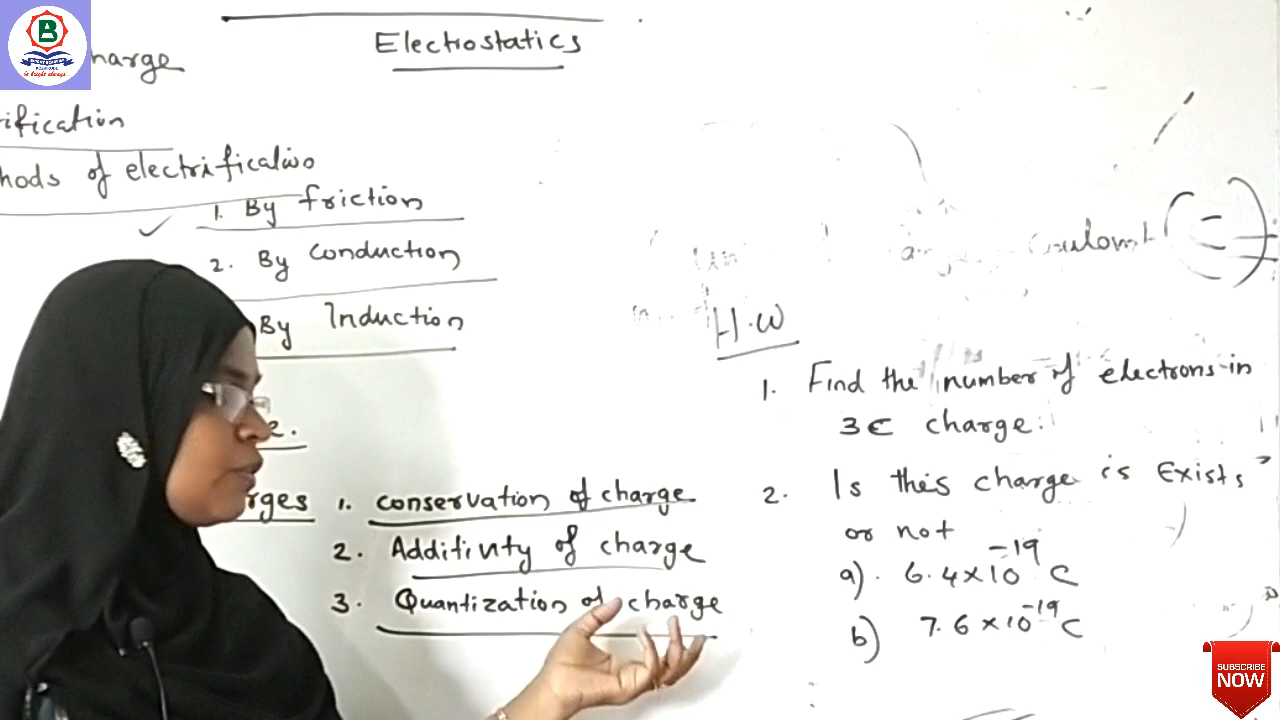 Electrostatics
harge
ification
hods of electrification
1. By friction
2. By conduction
By Induction
e.
rges 1. conservation of charge
2. Additivity of charge
3. Quantization of charge
Coulomb (C)
H.W
1. Find the number of electrons in
3C charge.
2. Is this charge is Exists
or not
a). 6.4×10⁻¹⁹ C
b) 7.6×10⁻¹⁹ C
B
SUBSCRIBE
NOW